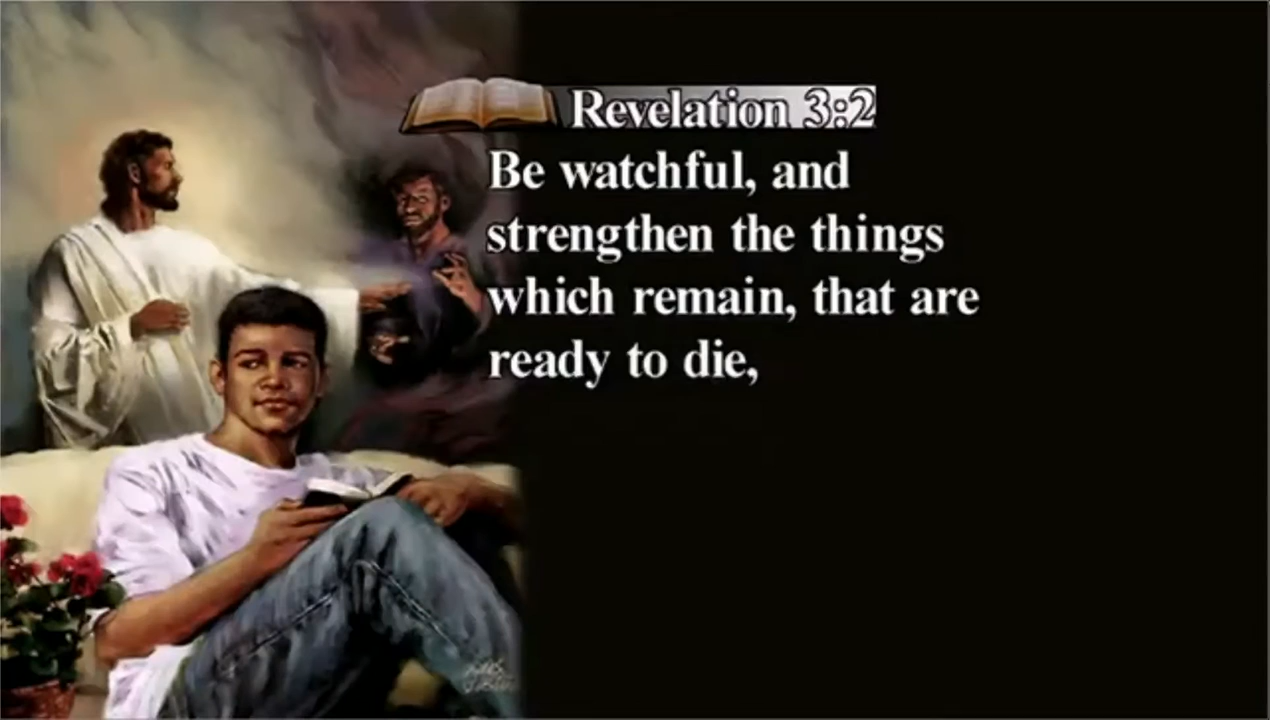 Revelation 3:2
Be watchful, and
strengthen the things
which remain, that are
ready to die,